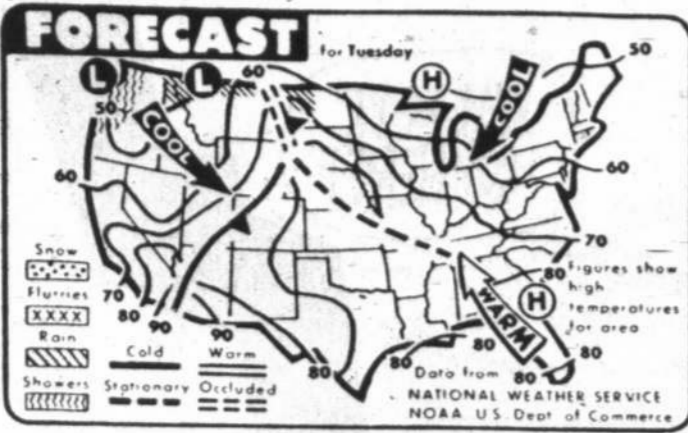 FORECAST
for Tuesday
L
L
60
H
50
50
COOL
COOL
60
60
70
80
Figures show
high
temperatures
for area
H
WARM
Snow
Flurries
Rain
Showers
70
80
90
90
Cold
Warm
Stationary
Occluded
80
80
80
80
80
Data from
NATIONAL WEATHER SERVICE
NOAA U.S. Dept of Commerce